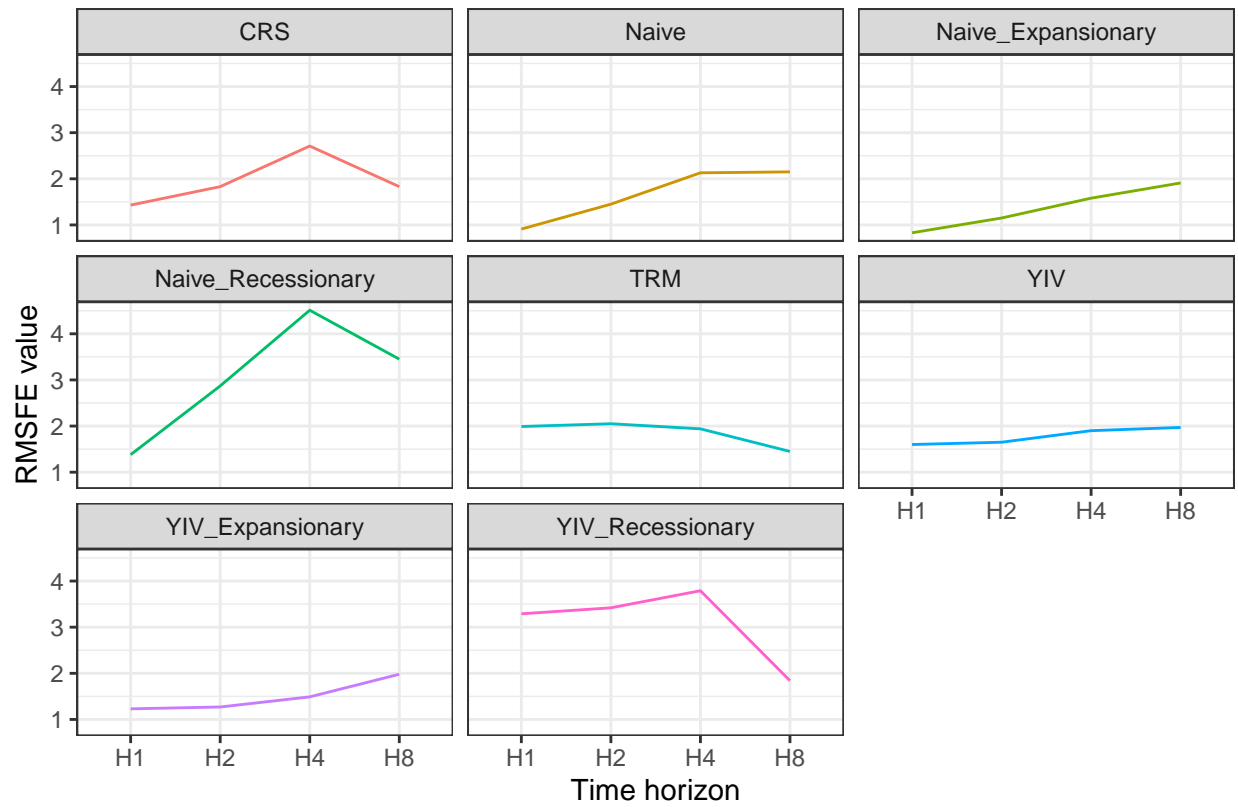 CRS
Naive
Naive_Expansionary
4
3
2
1
Naive_Recessionary
TRM
YIV
4
3
2
1
RMSFE value
H1 H2 H4 H8
YIV_Expansionary
YIV_Recessionary
4
3
2
1
H1 H2 H4 H8
H1 H2 H4 H8
Time horizon